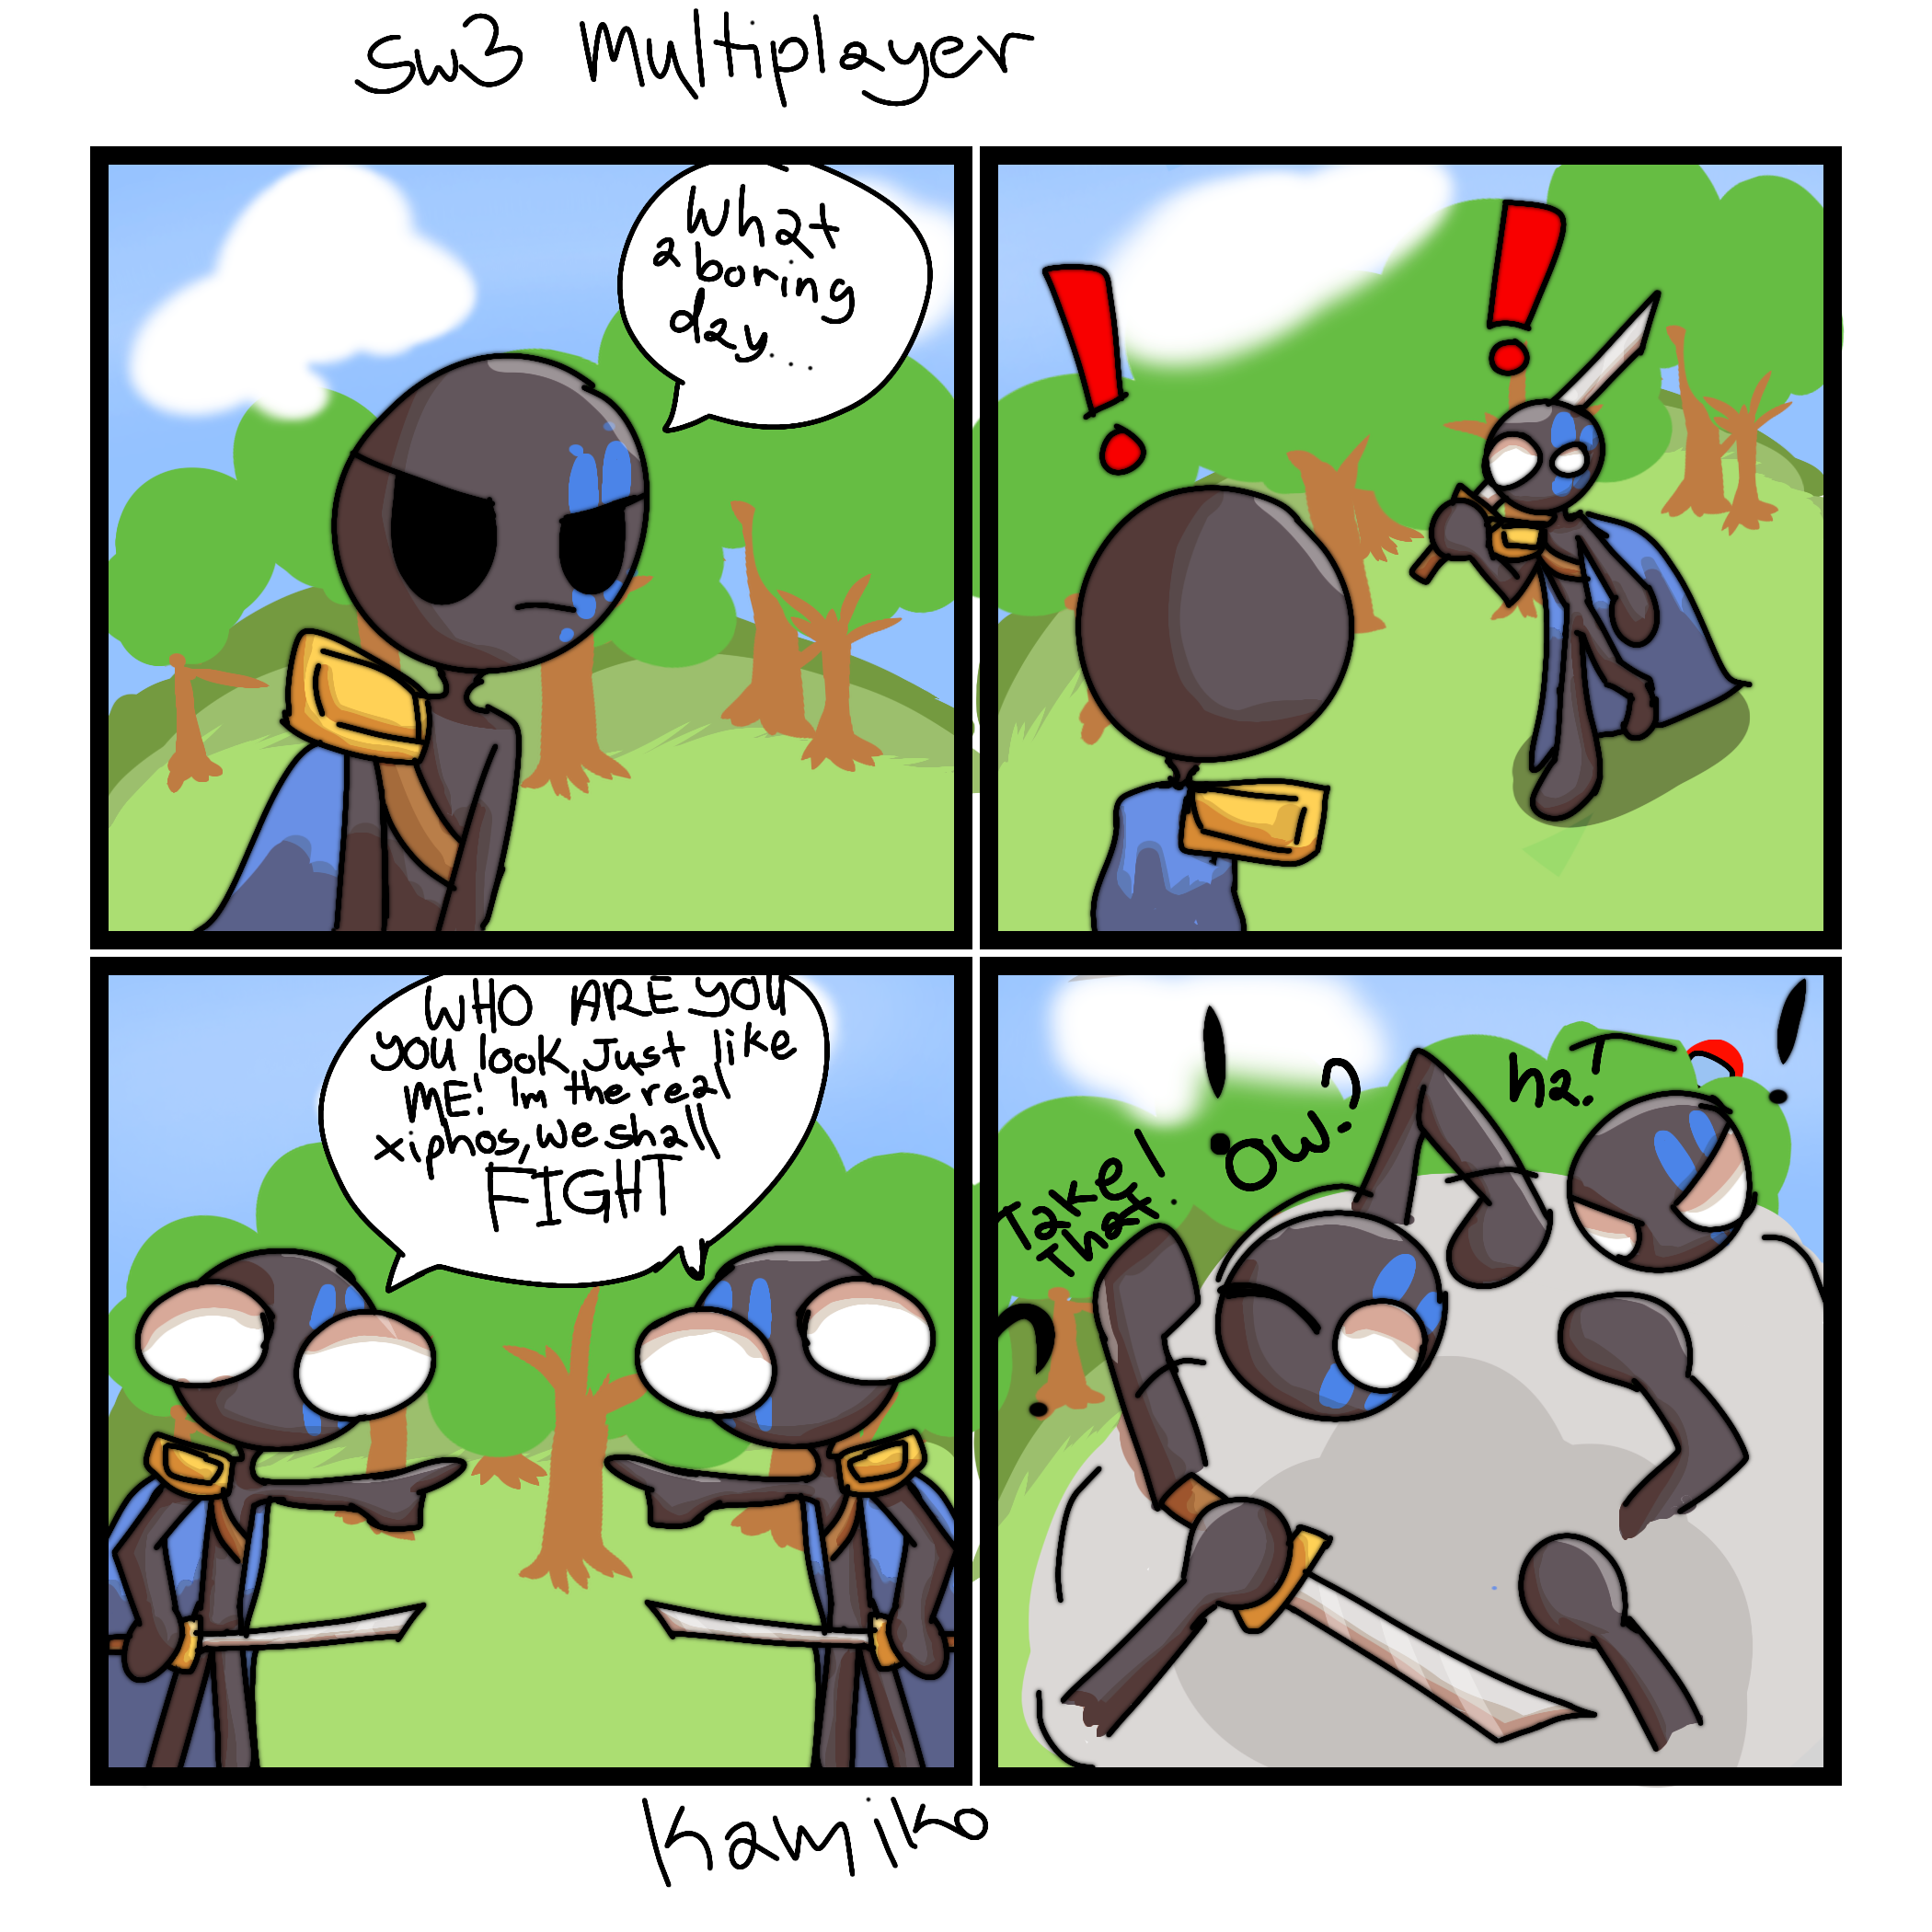 Sw3 Multiplayer
What
a boring
day...
!
!
WHO ARE YOU
you look Just like
ME! Im the real
xiphos, We shall
FIGHT
!
!
Ow.?
ha!
Take
That!
?
Kamiko